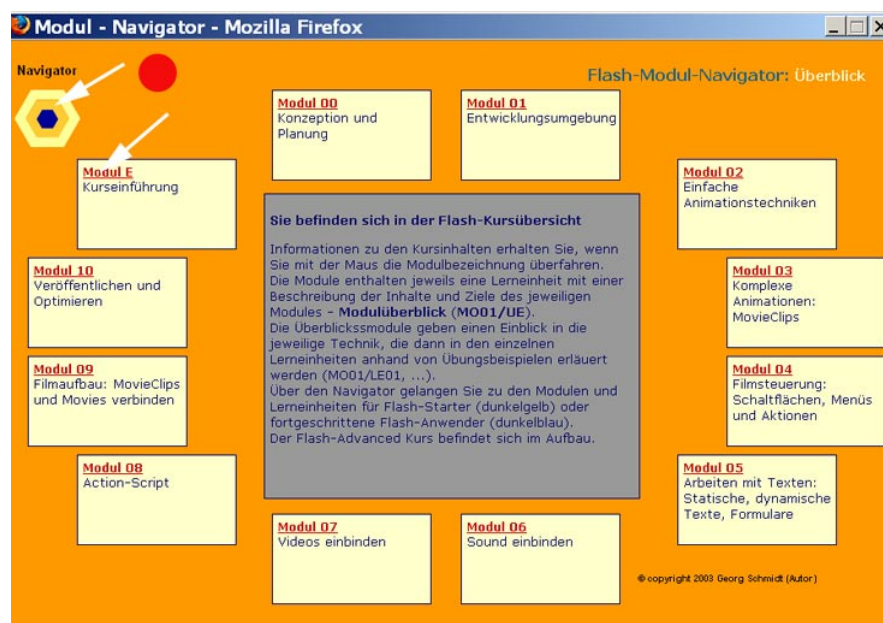 Modul - Navigator - Mozilla Firefox
Navigator
Flash-Modul-Navigator: Überblick
Modul 00
Konzeption und
Planung
Modul 01
Entwicklungsumgebung
Modul E
Kurseinführung
Modul 02
Einfache
Animationstechniken
Sie befinden sich in der Flash-Kursübersicht
Informationen zu den Kursinhalten erhalten Sie, wenn
Sie mit der Maus die Modulbezeichnung überfahren.
Die Module enthalten jeweils eine Lerneinheit mit einer
Beschreibung der Inhalte und Ziele des jeweiligen
Modules - Modulüberblick (MO01/UE).
Die Überblickssmodule geben einen Einblick in die
jeweilige Technik, die dann in den einzelnen
Lerneinheiten anhand von Übungsbeispielen erläuert
werden (MO01/LE01, ...).
Über den Navigator gelangen Sie zu den Modulen und
Lerneinheiten für Flash-Starter (dunkelgelb) oder
fortgeschrittene Flash-Anwender (dunkelblau).
Der Flash-Advanced Kurs befindet sich im Aufbau.
Modul 10
Veröffentlichen und
Optimieren
Modul 03
Komplexe
Animationen:
MovieClips
Modul 09
Filmaufbau: MovieClips
und Movies verbinden
Modul 04
Filmsteuerung:
Schaltflächen, Menüs
und Aktionen
Modul 08
Action-Script
Modul 05
Arbeiten mit Texten:
Statische, dynamische
Texte, Formulare
Modul 07
Videos einbinden
Modul 06
Sound einbinden
© copyright 2003 Georg Schmidt (Autor)